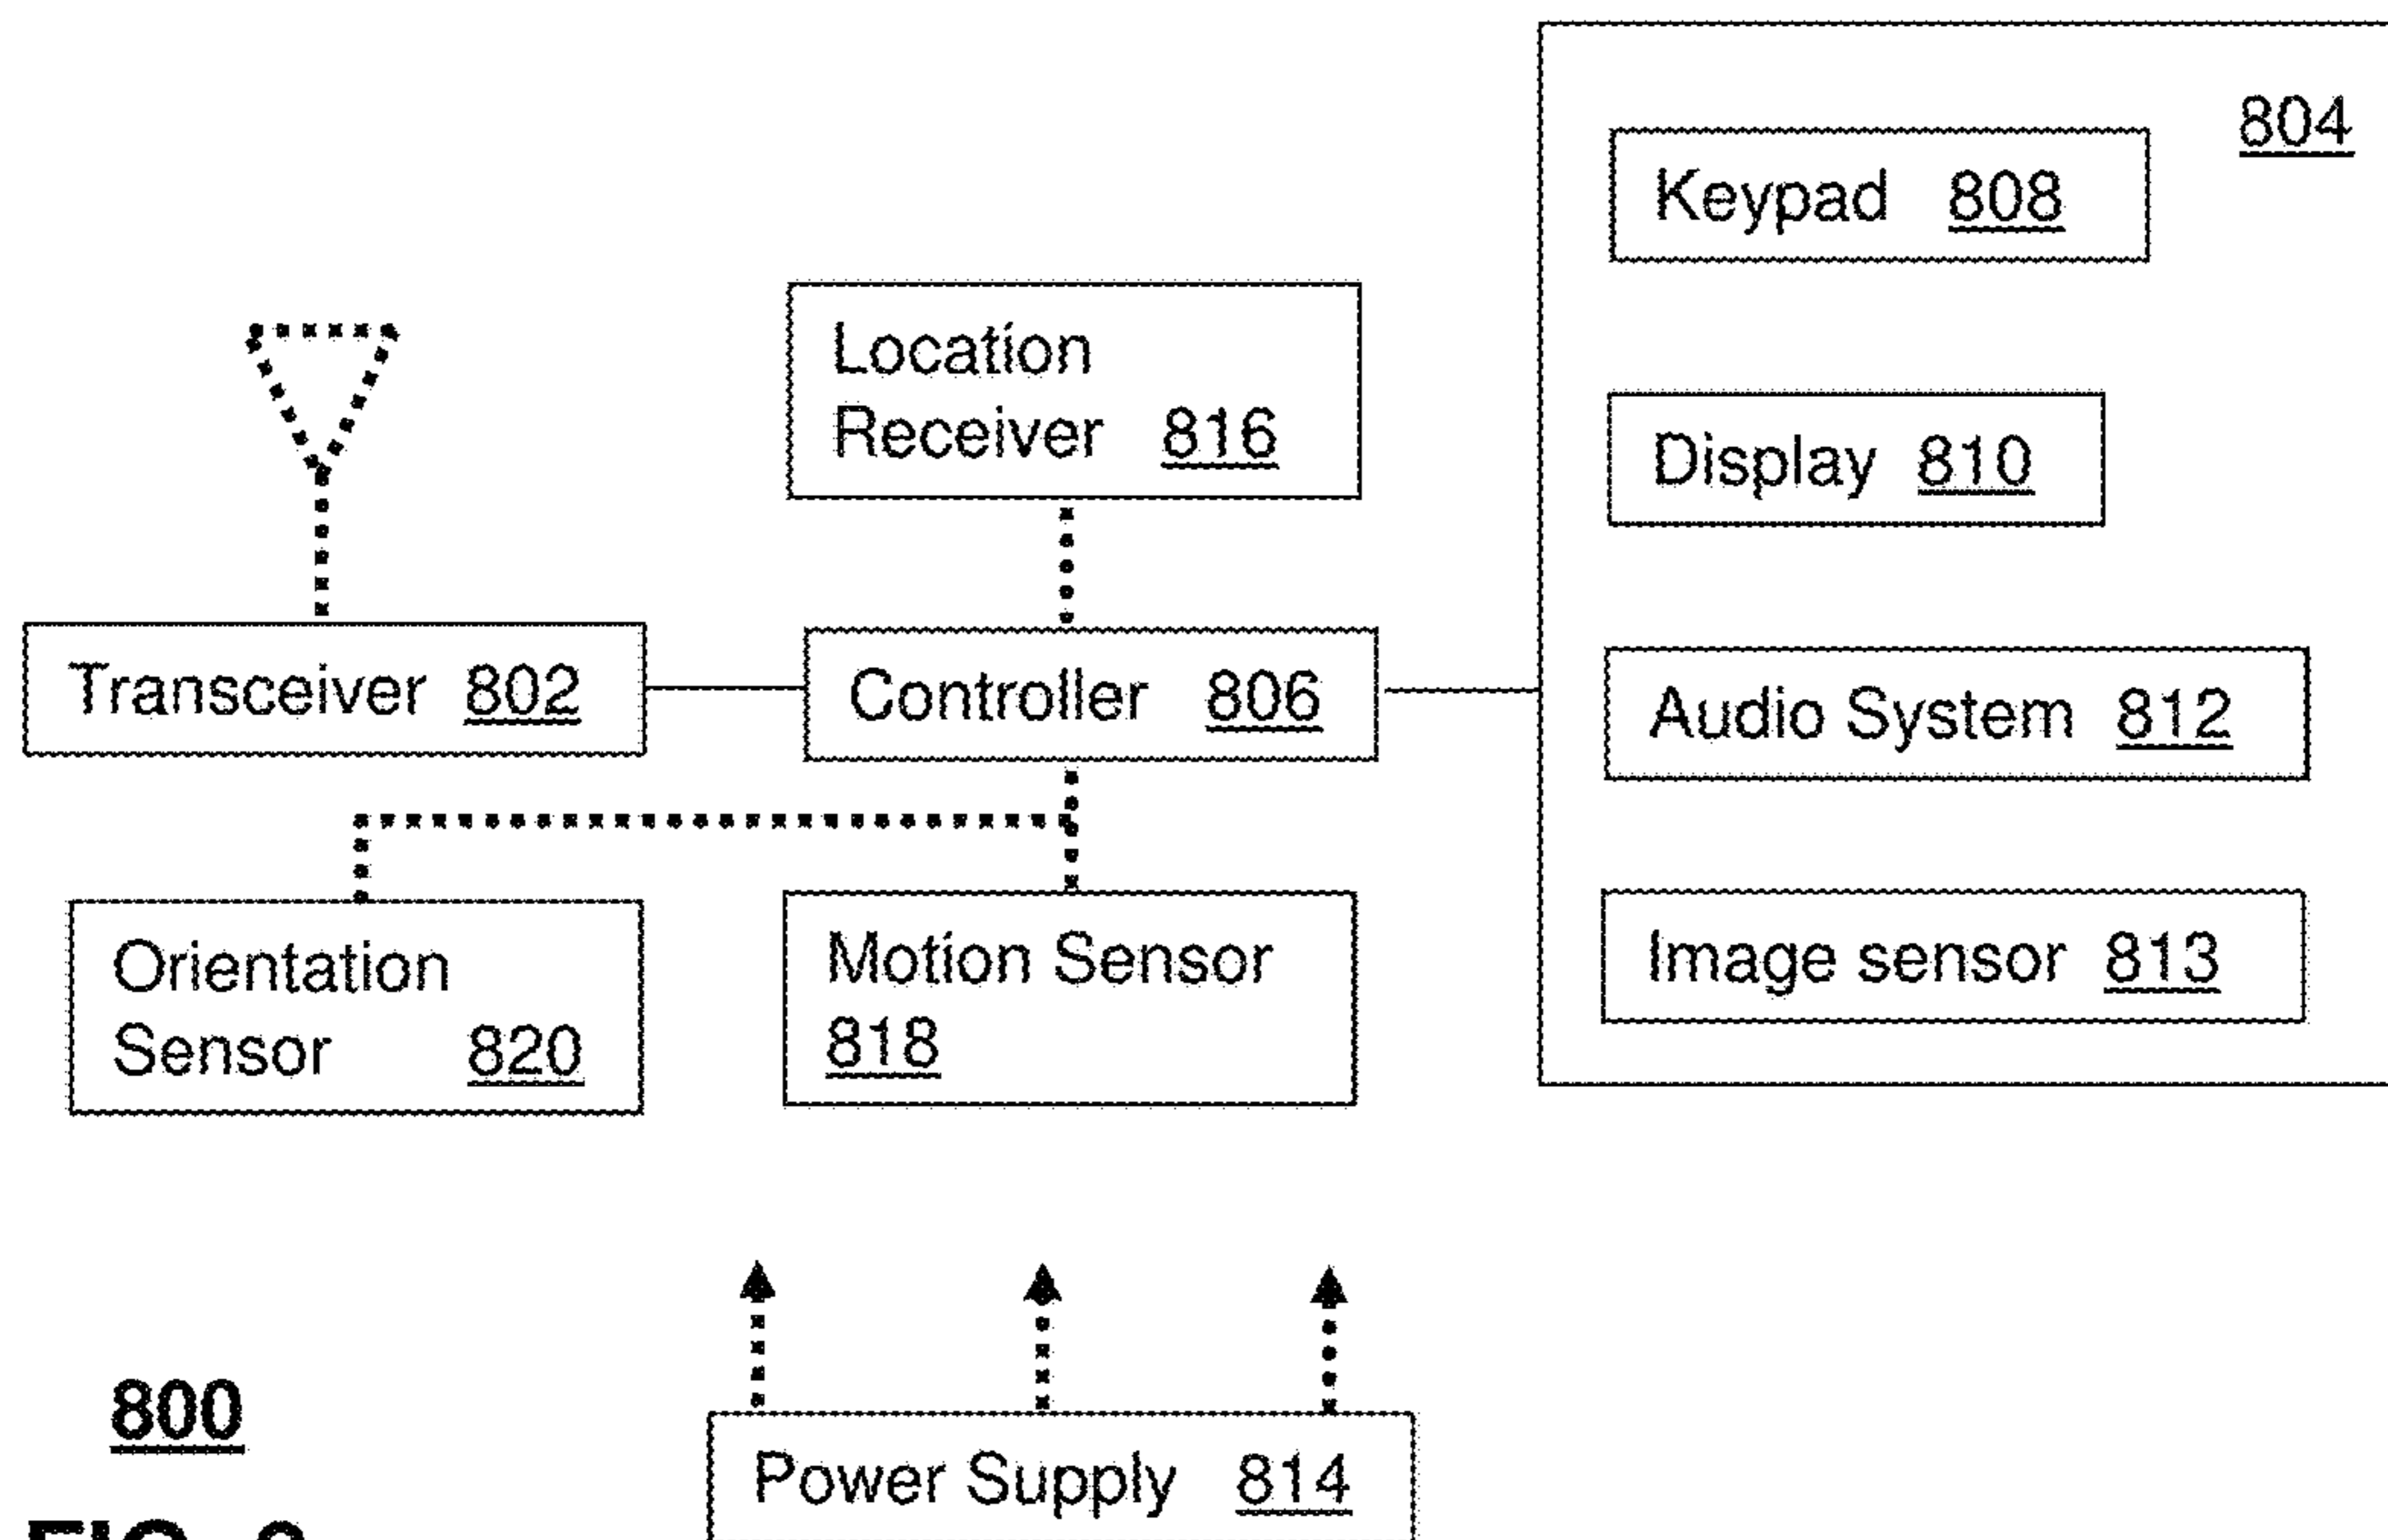 804
Keypad 808
Location
Receiver 816
Display 810
Transceiver 802
Controller 806
Audio System 812
Orientation
Sensor 820
Motion Sensor
818
Image sensor 813
800
Power Supply 814
FIG.